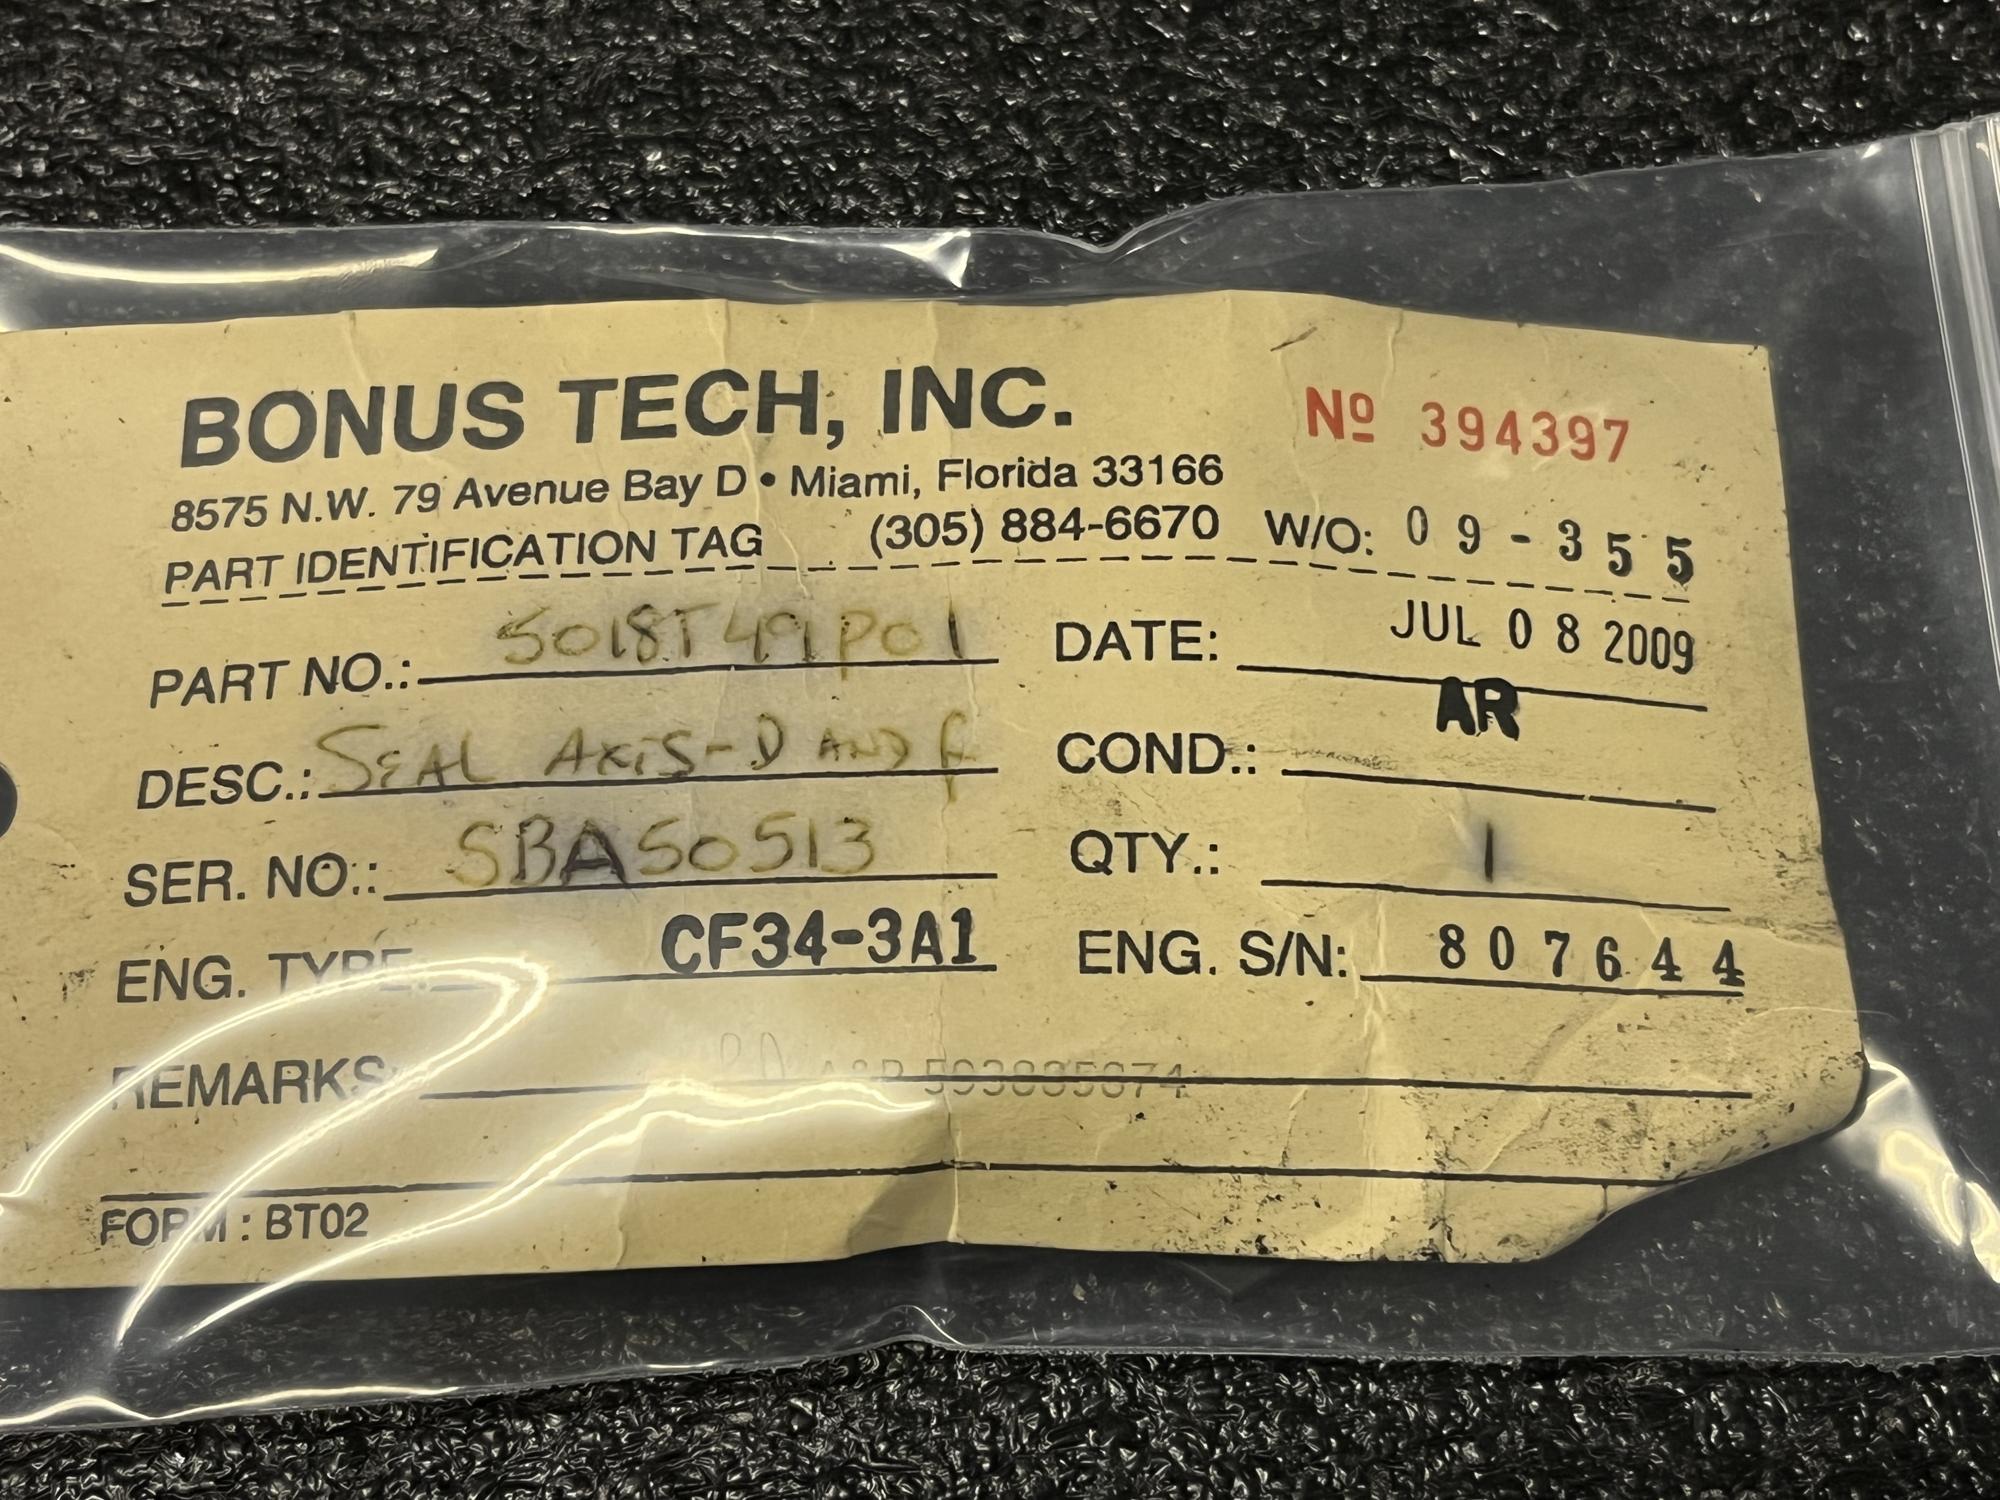 BONUS TECH, INC.
Nº 394397
8575 N.W. 79 Avenue Bay D • Miami, Florida 33166
PART IDENTIFICATION TAG (305) 884-6670 W/O: 09-355
PART NO.: 5018T49P01 DATE: JUL 08 2009
DESC.: SEAL AXIS-D AND F COND.: AR
SER. NO.: SBA50513 QTY.: 1
ENG. TYPE: CF34-3A1 ENG. S/N: 807644
REMARKS:
FORM : BT02